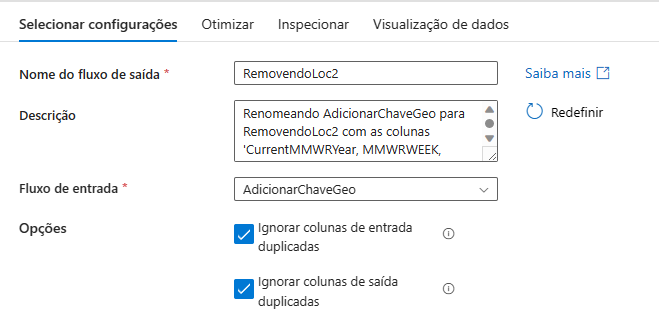 Selecionar configurações Otimizar Inspecionar Visualização de dados
Nome do fluxo de saída * RemovendoLoc2 Saiba mais
Descrição Renomeando AdicionarChaveGeo para Redefinir
RemovendoLoc2 com as colunas
'CurrentMMWRYear, MMWRWEEK,
Fluxo de entrada * AdicionarChaveGeo
Opções Ignorar colunas de entrada
duplicadas
Ignorar colunas de saída
duplicadas